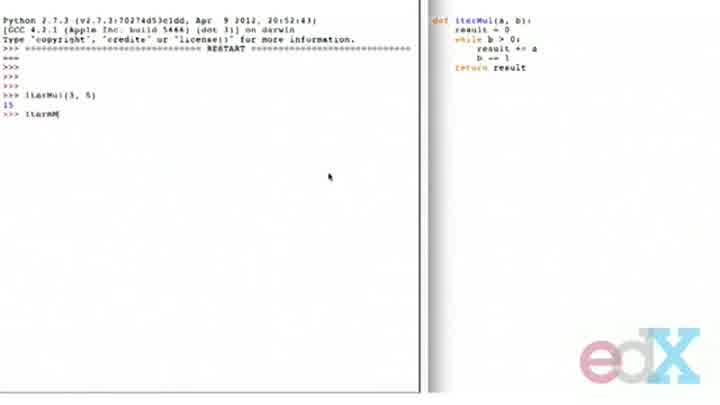 Python 2.7.3 (v2.7.3:70274d53c1dd, Apr  9 2012, 20:52:43)
[GCC 4.2.1 (Apple Inc. build 5666) (dot 3)] on darwin
Type "copyright", "credits" or "license()" for more information.
>>> ================================ RESTART ================================
===
>>>
>>>
>>>
>>> iterMul(3, 5)
15
>>> iterMM
def iterMul(a, b):
    result = 0
    while b > 0:
        result += a
        b -= 1
    return result
edX